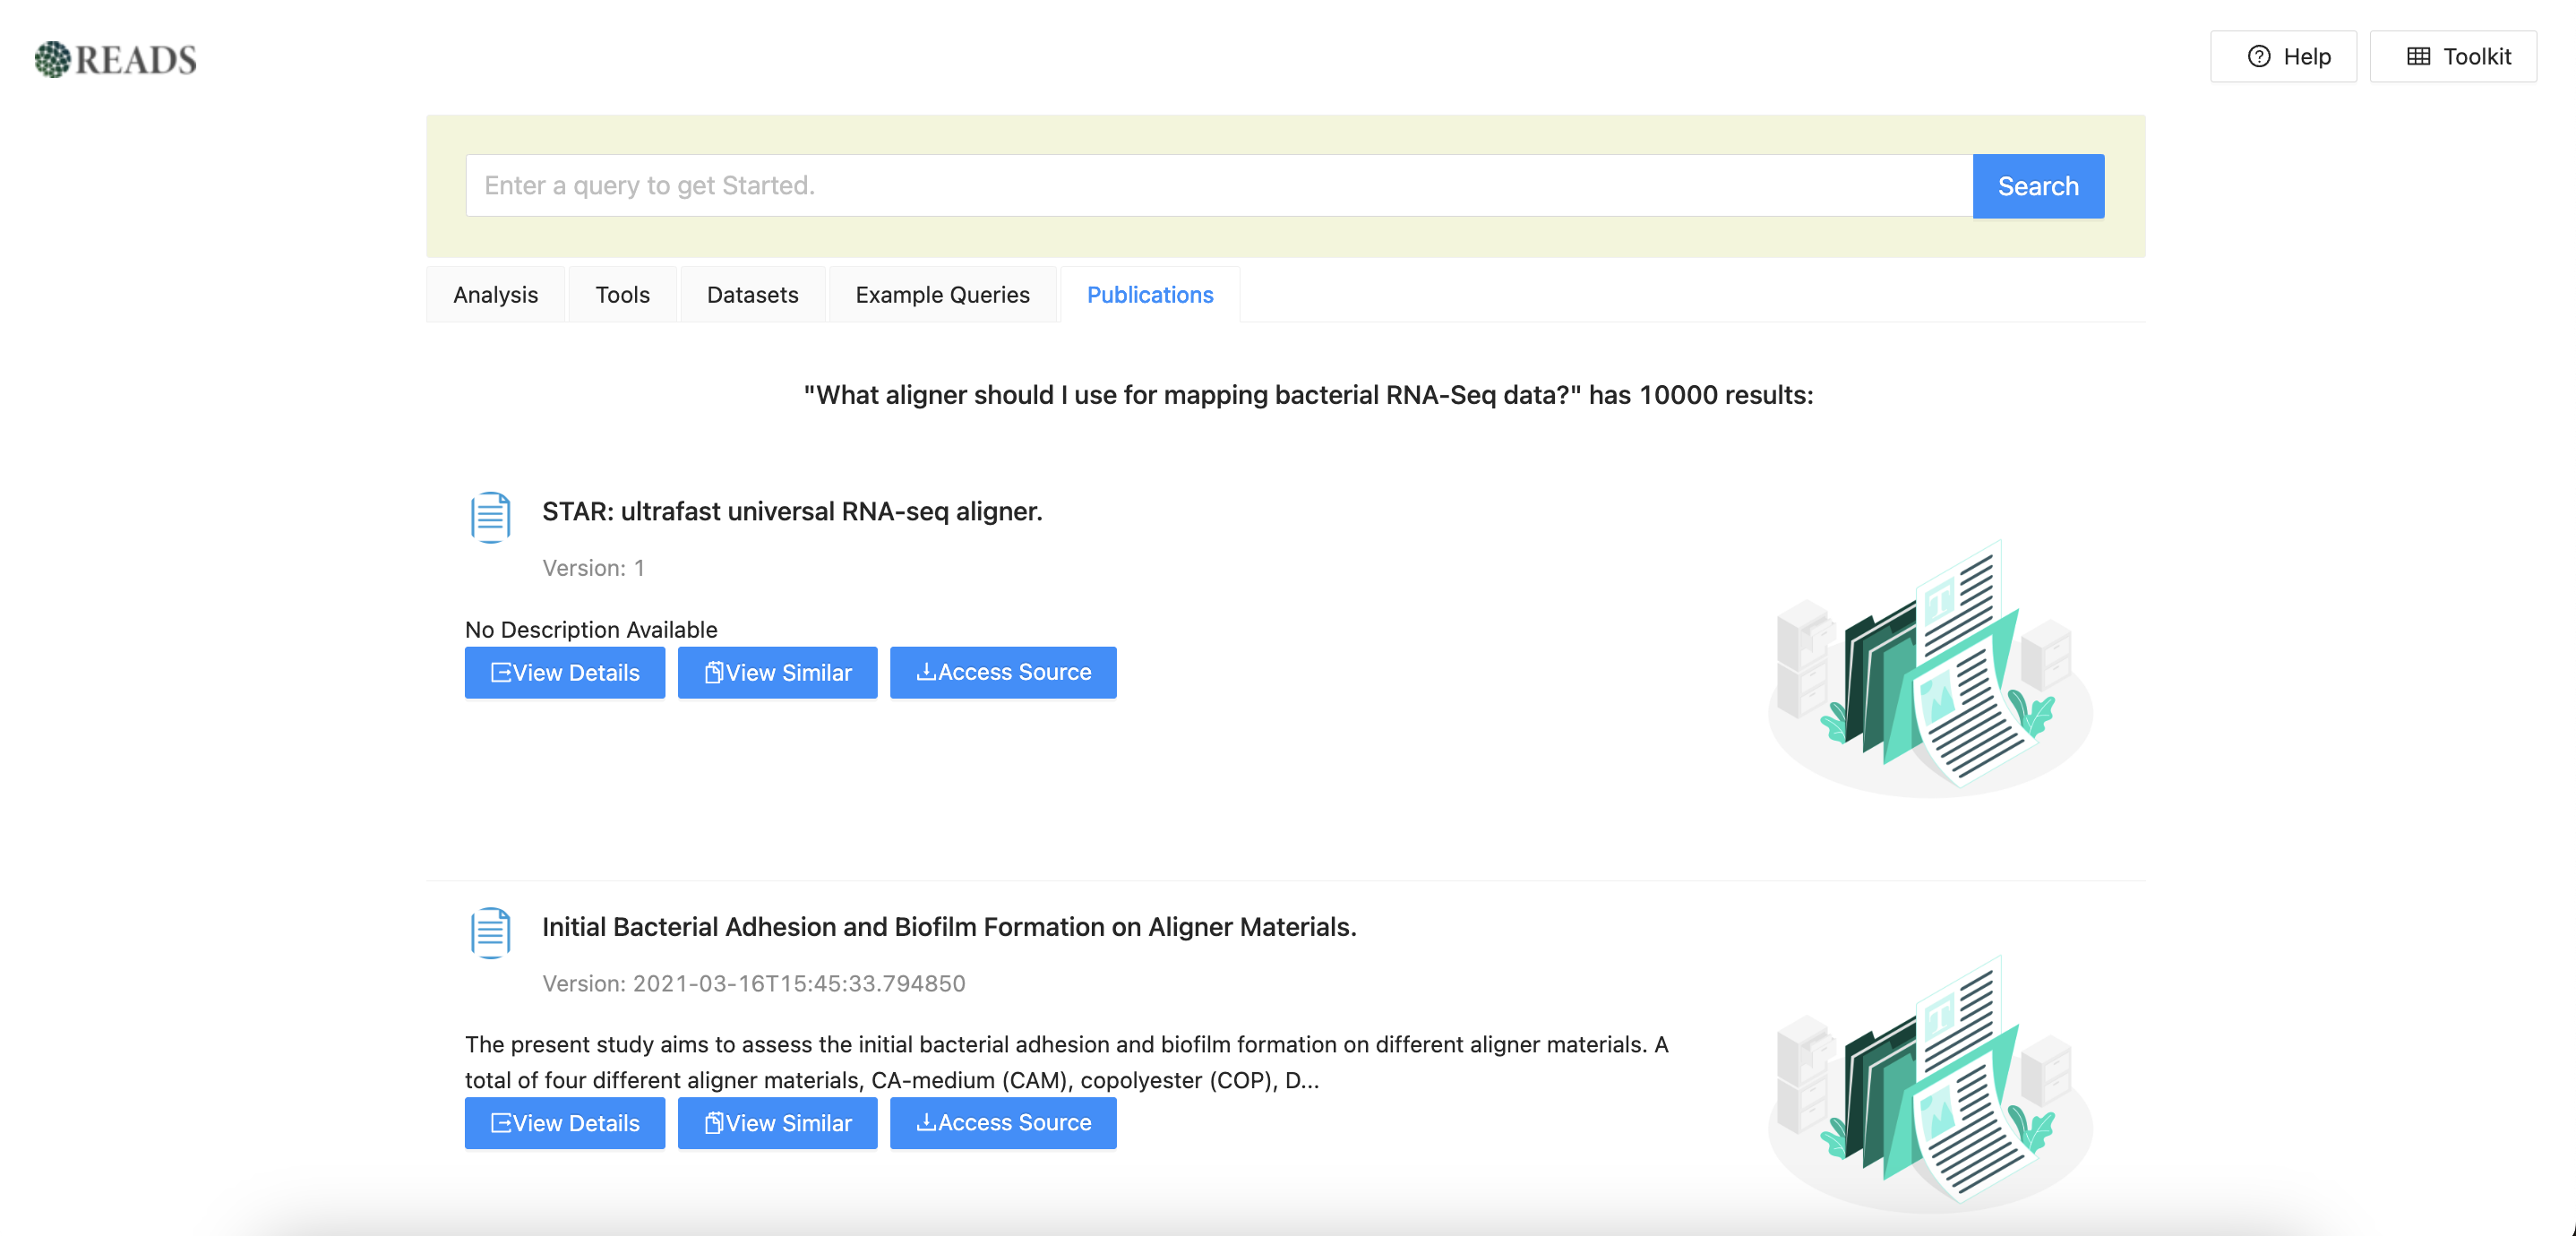 READS
Help
Toolkit
Enter a query to get Started.
Search
Analysis
Tools
Datasets
Example Queries
Publications
"What aligner should I use for mapping bacterial RNA-Seq data?" has 10000 results:
STAR: ultrafast universal RNA-seq aligner.
Version: 1
No Description Available
View Details
View Similar
Access Source
T
Initial Bacterial Adhesion and Biofilm Formation on Aligner Materials.
Version: 2021-03-16T15:45:33.794850
The present study aims to assess the initial bacterial adhesion and biofilm formation on different aligner materials. A
total of four different aligner materials, CA-medium (CAM), copolyester (COP), D...
View Details
View Similar
Access Source
T